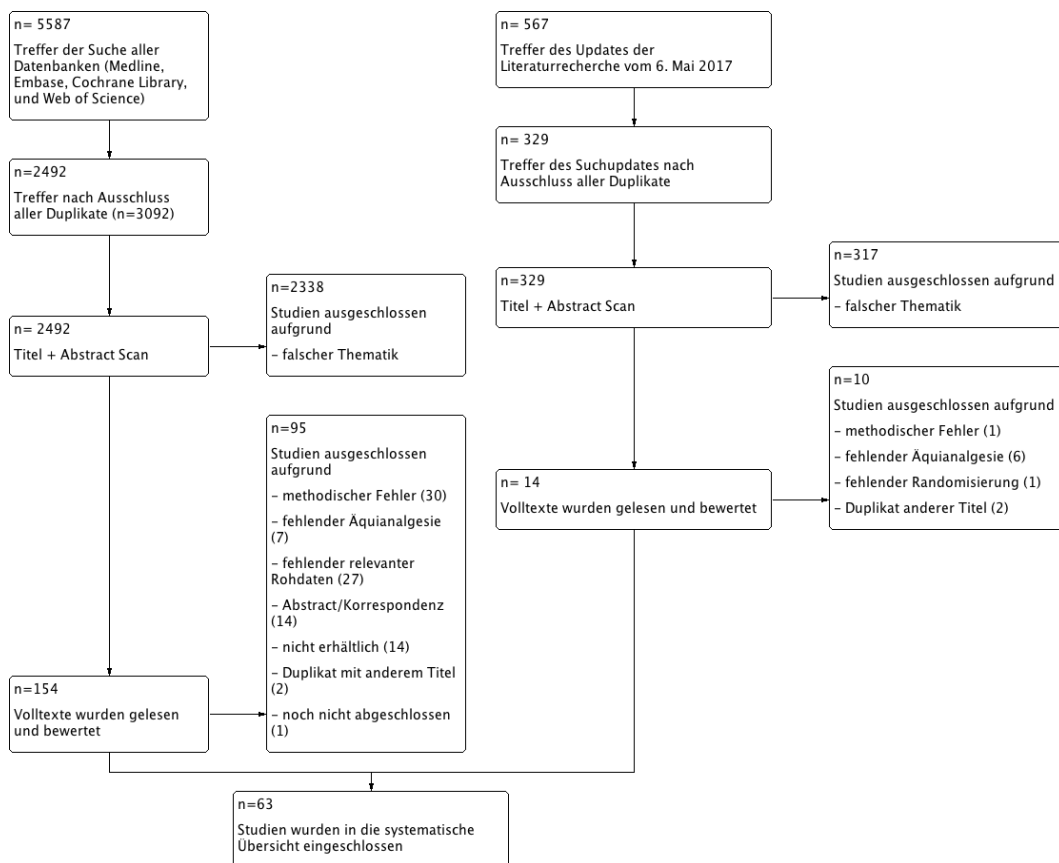 n= 5587
Treffer der Suche aller
Datenbanken (Medline,
Embase, Cochrane Library,
und Web of Science)
n=2492
Treffer nach Ausschluss
aller Duplikate (n=3092)
n= 2492
Titel + Abstract Scan
n=2338
Studien ausgeschlossen
aufgrund
– falscher Thematik
n=95
Studien ausgeschlossen
aufgrund
– methodischer Fehler (30)
– fehlender Äquianalgesie
(7)
– fehlender relevanter
Rohdaten (27)
– Abstract/Korrespondenz
(14)
– nicht erhältlich (14)
– Duplikat mit anderem Titel
(2)
– noch nicht abgeschlossen
(1)
n=154
Volltexte wurden gelesen
und bewertet
n= 567
Treffer des Updates der
Literaturrecherche vom 6. Mai 2017
n= 329
Treffer des Suchupdates nach
Ausschluss aller Duplikate
n=329
Titel + Abstract Scan
n=317
Studien ausgeschlossen aufgrund
– falscher Thematik
n=10
Studien ausgeschlossen aufgrund
– methodischer Fehler (1)
– fehlender Äquianalgesie (6)
– fehlender Randomisierung (1)
– Duplikat anderer Titel (2)
n= 14
Volltexte wurden gelesen und bewertet
n=63
Studien wurden in die systematische
Übersicht eingeschlossen